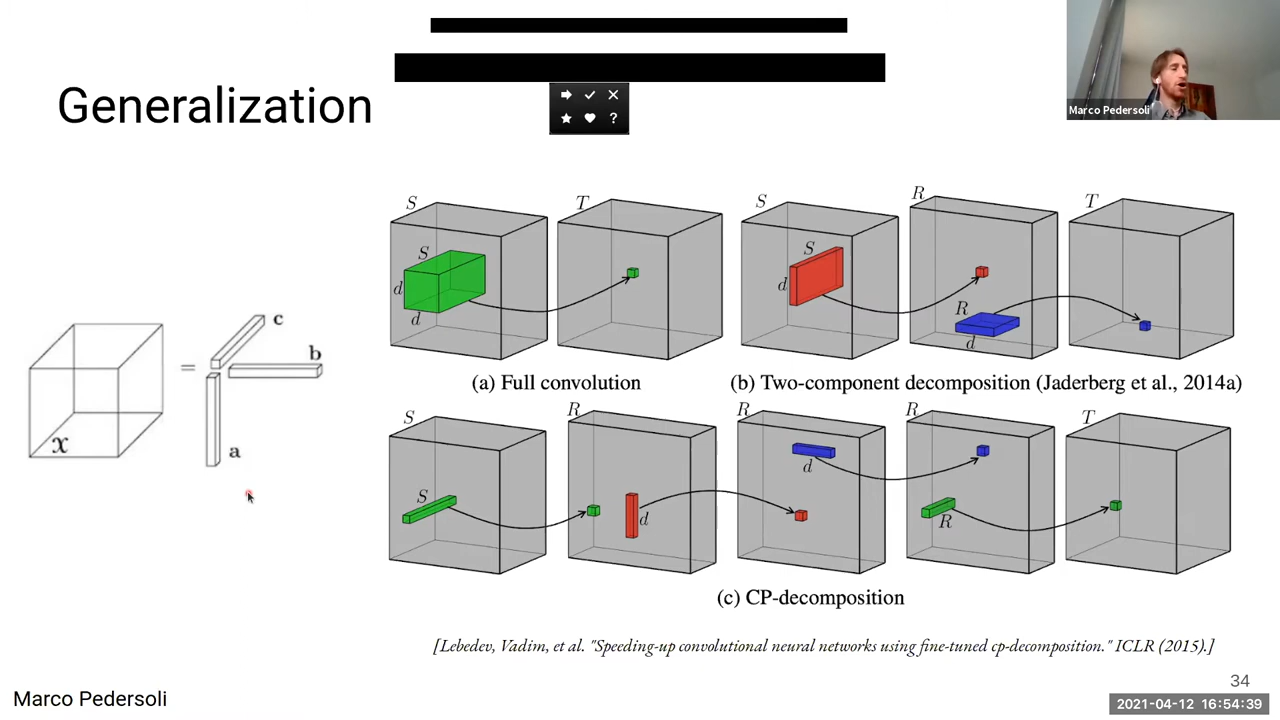 Generalization
Marco Pedersoli
S
T
S
d
d
S
R
T
S
d
R
d
(a) Full convolution
(b) Two-component decomposition (Jaderberg et al., 2014a)
x
=
c
b
a
S
R
R
R
T
S
d
d
R
(c) CP-decomposition
[Lebedev, Vadim, et al. "Speeding-up convolutional neural networks using fine-tuned cp-decomposition." ICLR (2015).]
34
Marco Pedersoli
2021-04-12 16:54:39